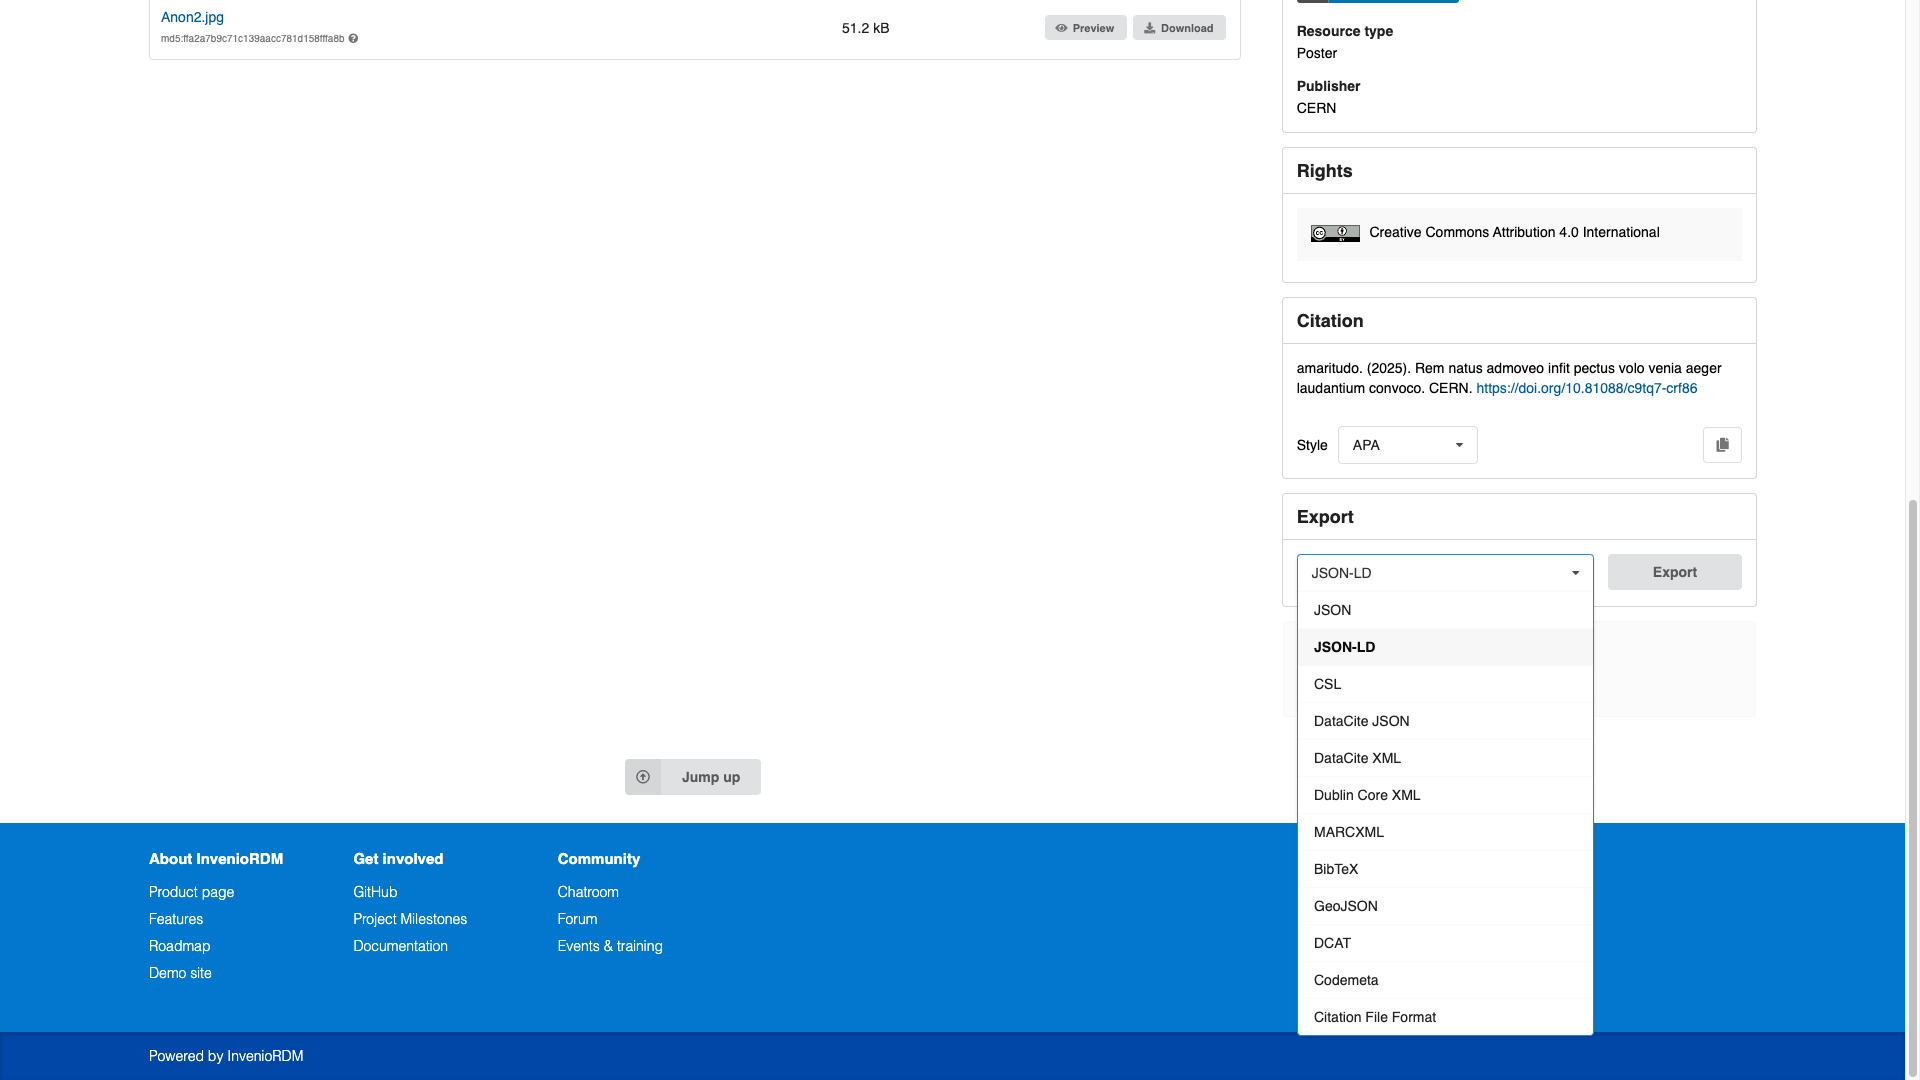 Anon2.jpg
md5:ffa2a7b9c71c139aacc781d158fffa8b
51.2 kB
Preview
Download
Resource type
Poster
Publisher
CERN
Rights
Creative Commons Attribution 4.0 International
Citation
amaritudo. (2025). Rem natus admoveo infit pectus volo venia aeger
laudantium convoco. CERN. https://doi.org/10.81088/c9tq7-crf86
Style
APA
Export
JSON-LD
Export
JSON
JSON-LD
CSL
DataCite JSON
DataCite XML
Dublin Core XML
MARCXML
BibTeX
GeoJSON
DCAT
Codemeta
Citation File Format
Jump up
About InvenioRDM
Product page
Features
Roadmap
Demo site
Get involved
GitHub
Project Milestones
Documentation
Community
Chatroom
Forum
Events & training
Powered by InvenioRDM